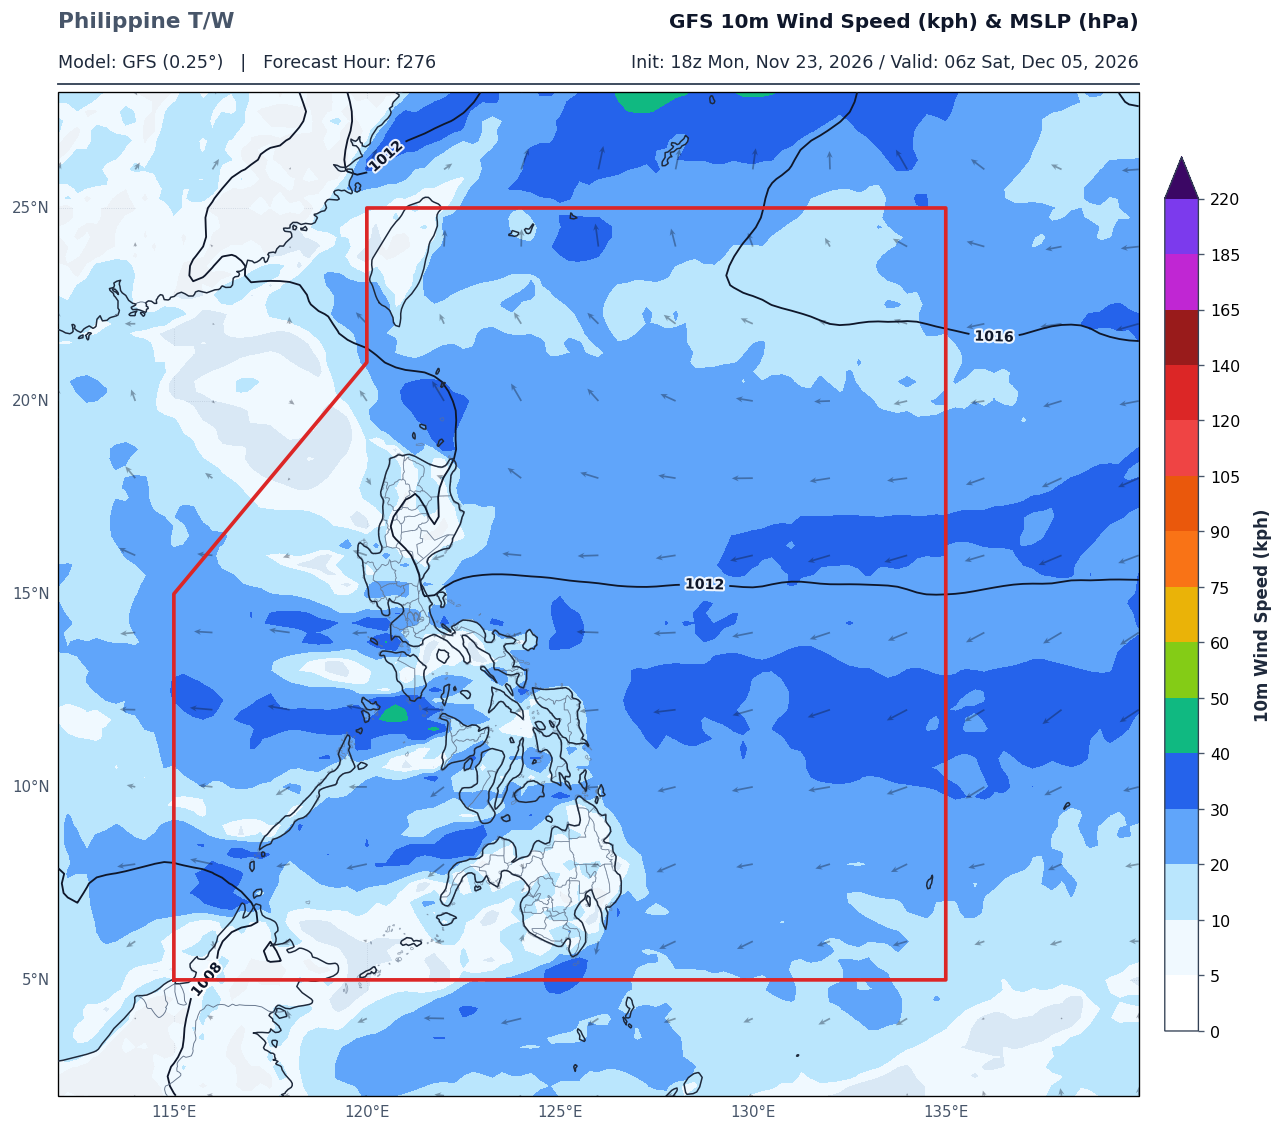 Philippine T/W
GFS 10m Wind Speed (kph) & MSLP (hPa)
Model: GFS (0.25°)   |   Forecast Hour: f276
Init: 18z Mon, Nov 23, 2026 / Valid: 06z Sat, Dec 05, 2026
1012
1016
1012
1008
25°N
20°N
15°N
10°N
5°N
115°E
120°E
125°E
130°E
135°E
220
185
165
140
120
105
90
75
60
50
40
30
20
10
5
0
10m Wind Speed (kph)